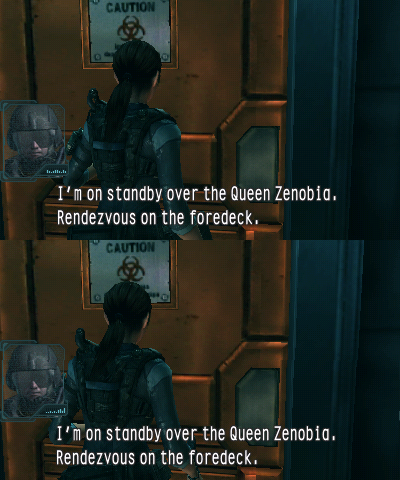 CAUTION
I'm on standby over the Queen Zenobia.
Rendezvous on the foredeck.
CAUTION
I'm on standby over the Queen Zenobia.
Rendezvous on the foredeck.